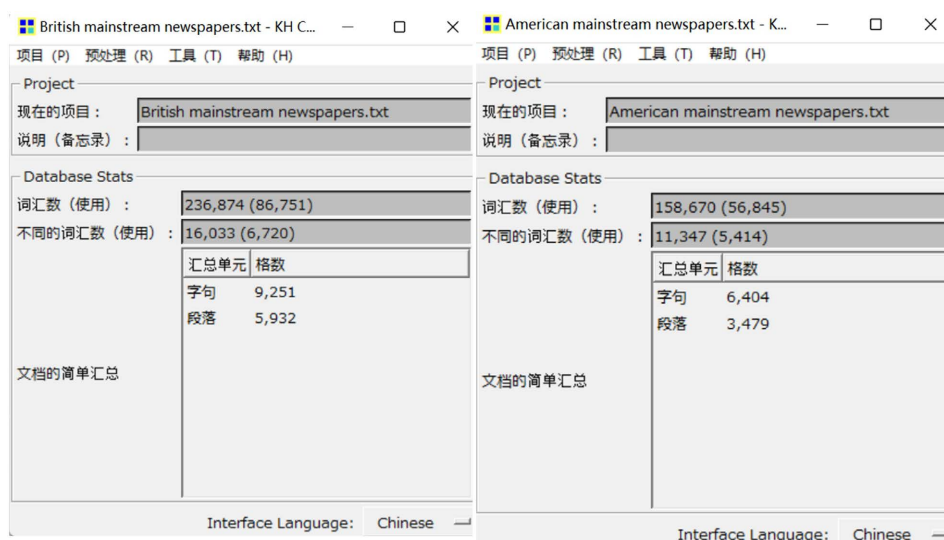 British mainstream newspapers.txt - KH C...
项目 (P) 预处理 (R) 工具 (T) 帮助 (H)
Project
现在的项目： British mainstream newspapers.txt
说明（备忘录）：
Database Stats
词汇数（使用）： 236,874 (86,751)
不同的词汇数（使用）： 16,033 (6,720)
汇总单元 格数
字句 9,251
段落 5,932
文档的简单汇总
Interface Language: Chinese
American mainstream newspapers.txt - K...
项目 (P) 预处理 (R) 工具 (T) 帮助 (H)
Project
现在的项目： American mainstream newspapers.txt
说明（备忘录）：
Database Stats
词汇数（使用）： 158,670 (56,845)
不同的词汇数（使用）： 11,347 (5,414)
汇总单元 格数
字句 6,404
段落 3,479
文档的简单汇总
Interface Language: Chinese